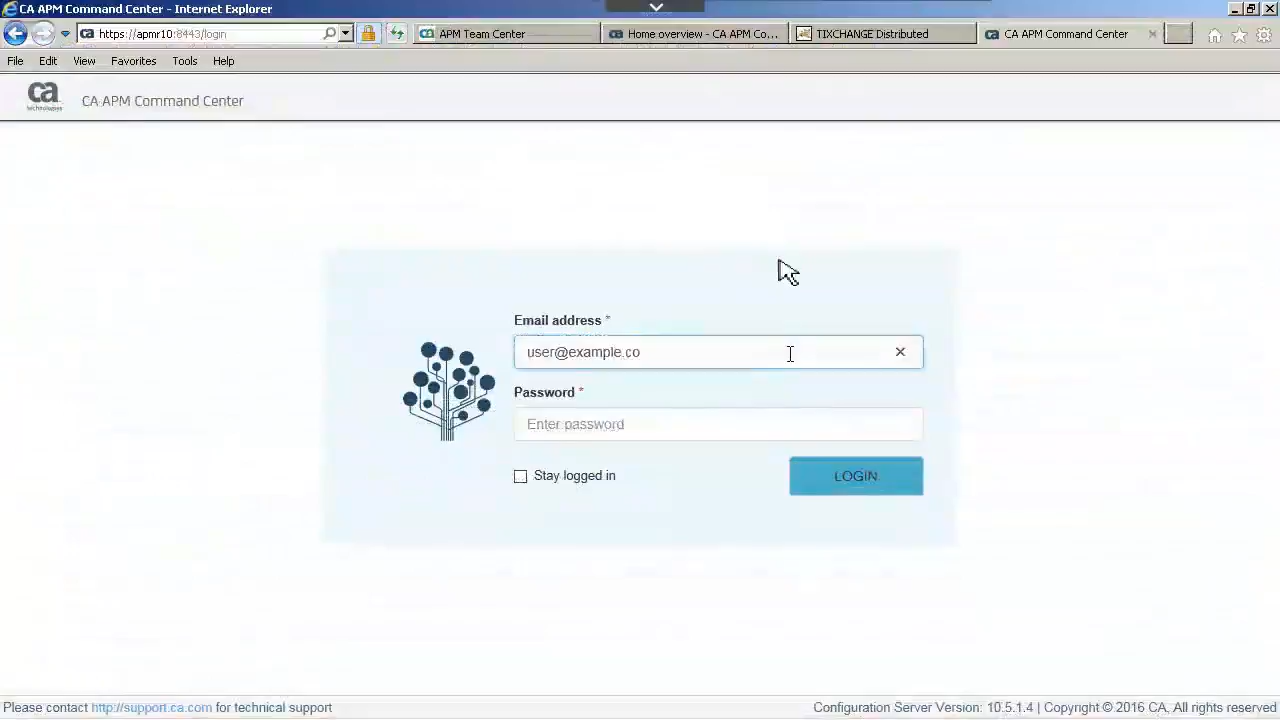 CA APM Command Center - Internet Explorer
https://apmr10:8443/login
APM Team Center
Home overview - CA APM Co...
TIXCHANGE Distributed
CA APM Command Center
File Edit View Favorites Tools Help
ca
technologies
CA APM Command Center
Email address *
user@example.co
Password *
Enter password
Stay logged in
LOGIN
Please contact http://support.ca.com for technical support
Configuration Server Version: 10.5.1.4 | Copyright © 2016 CA. All rights reserved